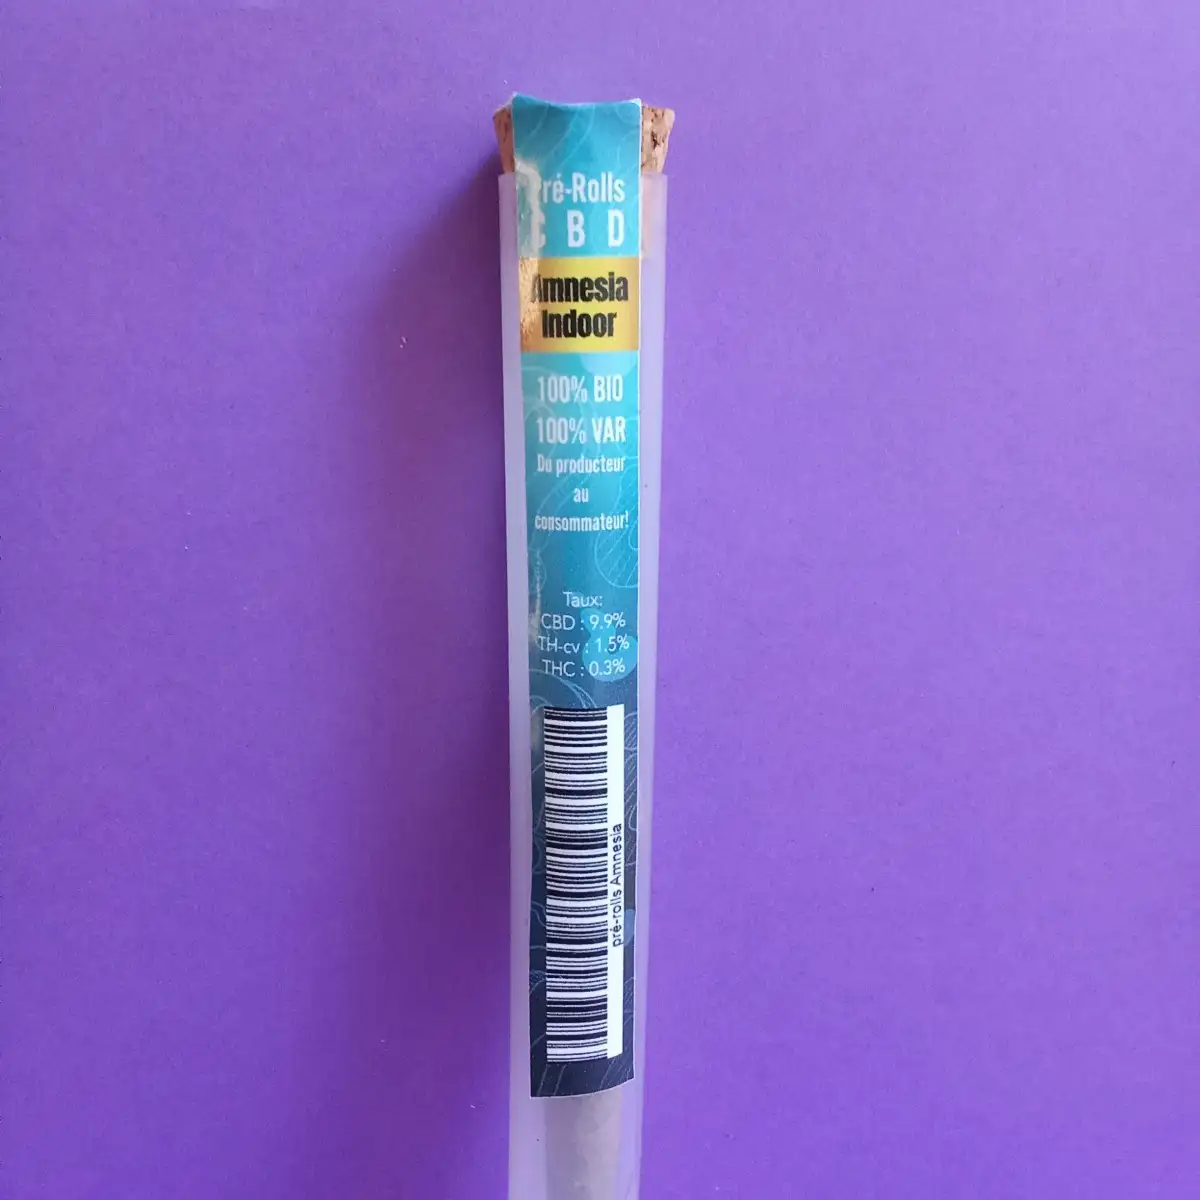 Pré-Rolls
CBD
Amnesia
Indoor
100% BIO
100% VAR
Du producteur
au
consommateur!
Taux:
CBD : 9.9%
TH-cv : 1.5%
THC : 0.3%
pré-rolls Amnesia